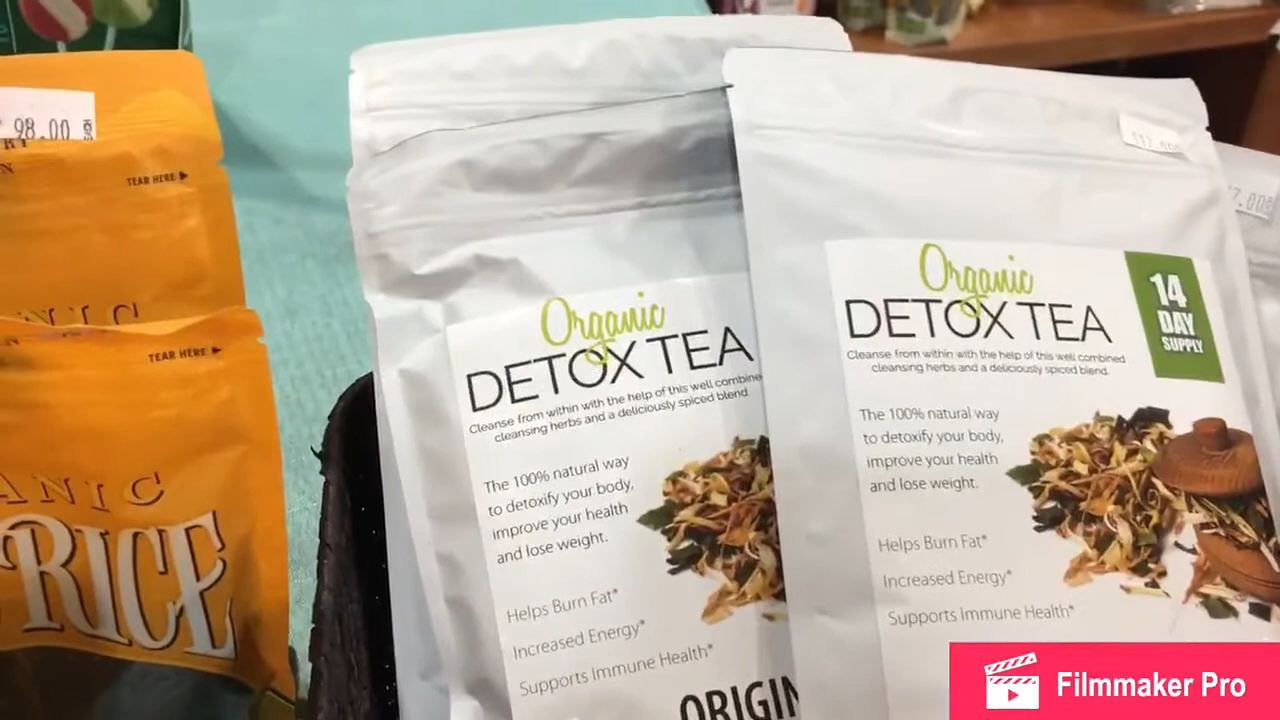 98.00
TEAR HERE
TEAR HERE
ANIC
RICE
Organic
DETOX TEA
Cleanse from within with the help of this well combine
cleansing herbs and a deliciously spiced blend.
The 100% natural way
to detoxify your body,
improve your health
and lose weight.
Helps Burn Fat*
Increased Energy*
Supports Immune Health*
ORIGIN
Organic
DETOX TEA
Cleanse from within with the help of this well combined
cleansing herbs and a deliciously spiced blend.
14
DAY
SUPPLY
The 100% natural way
to detoxify your body,
improve your health
and lose weight.
Helps Burn Fat*
Increased Energy*
Supports Immune Health*
Filmmaker Pro